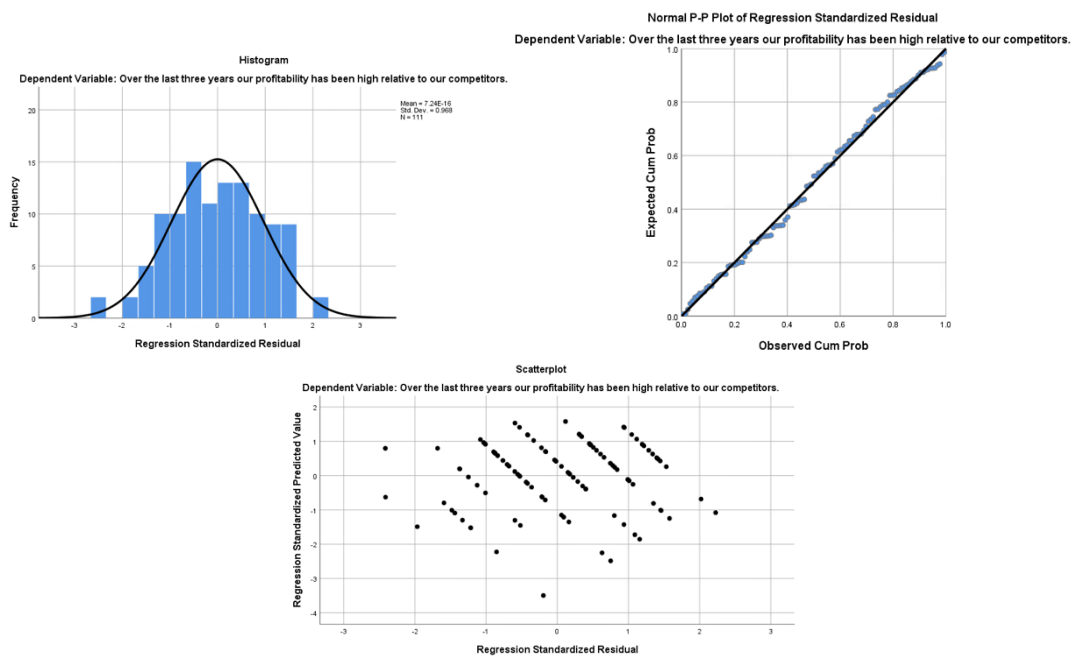 Histogram
Dependent Variable: Over the last three years our profitability has been high relative to our competitors.
Mean = 7.24E-16
Std. Dev. = 0.968
N = 111
20
15
10
5
0
Frequency
-3 -2 -1 0 1 2 3
Regression Standardized Residual
Normal P-P Plot of Regression Standardized Residual
Dependent Variable: Over the last three years our profitability has been high relative to our competitors.
1.0
0.8
0.6
0.4
0.2
0.0
Expected Cum Prob
0.0 0.2 0.4 0.6 0.8 1.0
Observed Cum Prob
Scatterplot
Dependent Variable: Over the last three years our profitability has been high relative to our competitors.
2
1
0
-1
-2
-3
-4
Regression Standardized Predicted Value
-3 -2 -1 0 1 2 3
Regression Standardized Residual